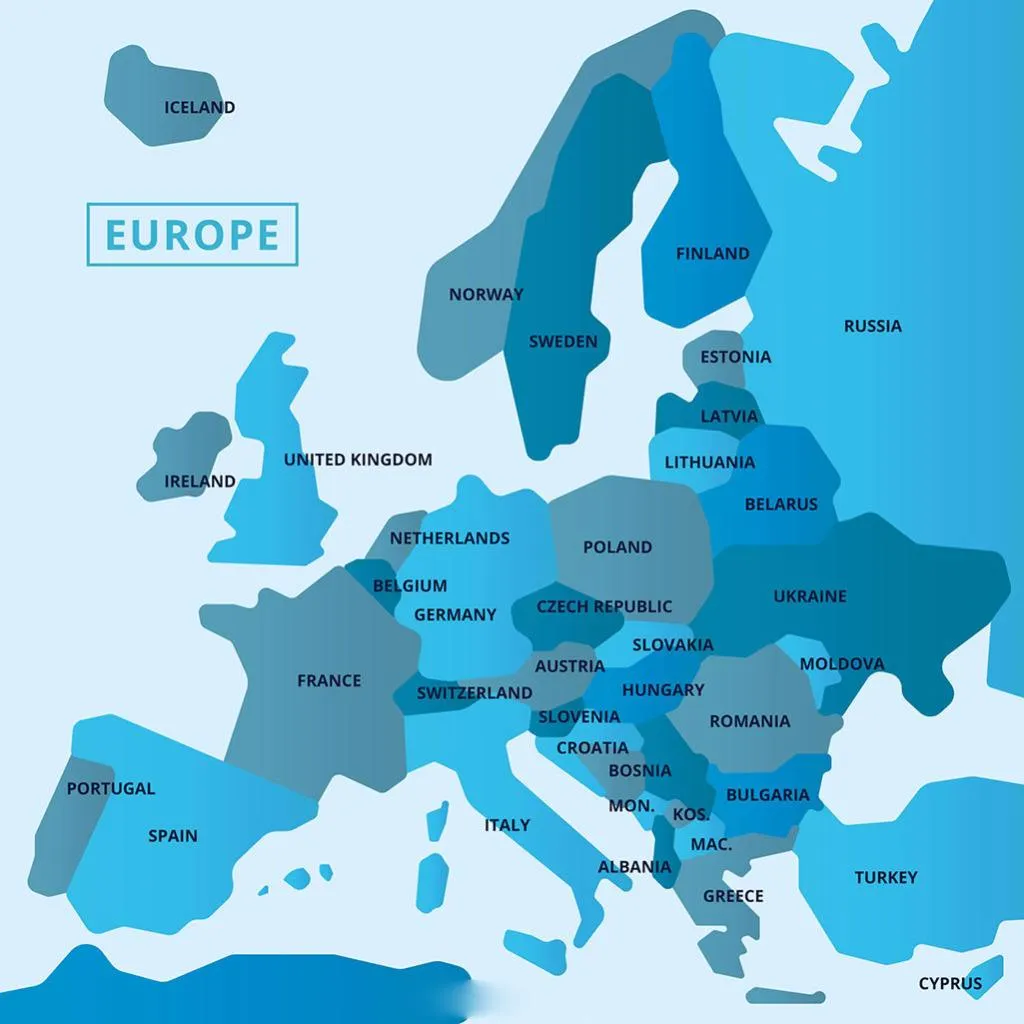 ICELAND
EUROPE
FINLAND
NORWAY
RUSSIA
SWEDEN
ESTONIA
LATVIA
UNITED KINGDOM
LITHUANIA
IRELAND
BELARUS
NETHERLANDS
POLAND
BELGIUM
UKRAINE
CZECH REPUBLIC
GERMANY
SLOVAKIA
MOLDOVA
AUSTRIA
FRANCE
HUNGARY
SWITZERLAND
SLOVENIA
ROMANIA
CROATIA
BOSNIA
PORTUGAL
BULGARIA
MON.
KOS.
ITALY
SPAIN
MAC.
ALBANIA
TURKEY
GREECE
CYPRUS